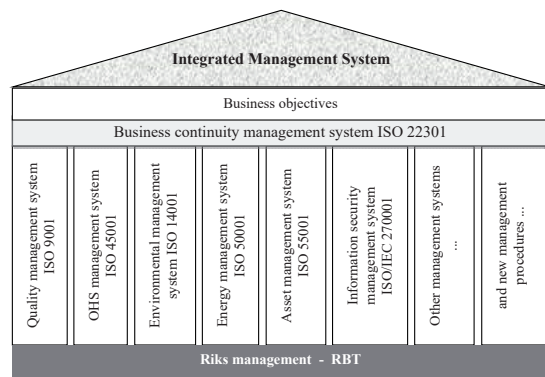 Integrated Management System
Business objectives
Business continuity management system ISO 22301
Quality management system
ISO 9001
OHS management system
ISO 45001
Environmental management
system ISO 14001
Energy management system
ISO 50001
Asset management system
ISO 55001
Information security
management system
ISO/IEC 270001
Other management systems
...
and new management
procedures ...
Riks management - RBT